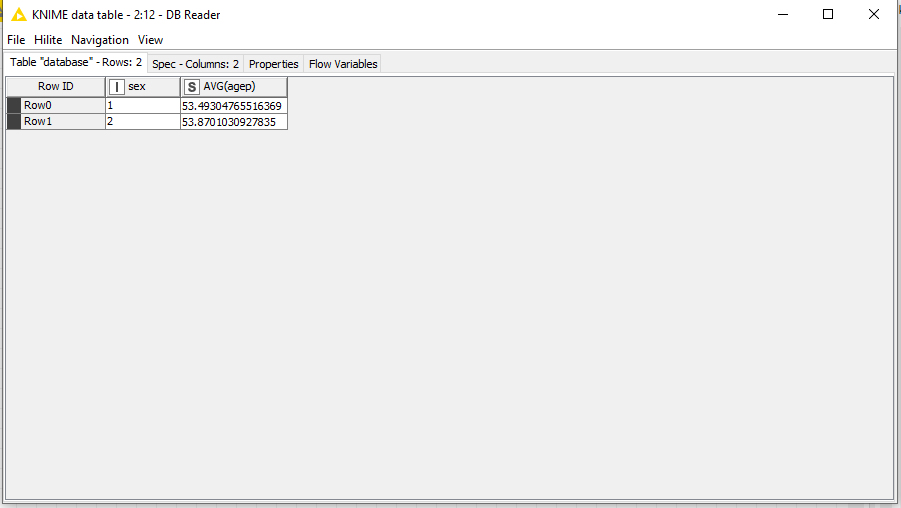 KNIME data table - 2:12 - DB Reader
File Hilite Navigation View
Table "database" - Rows: 2 Spec - Columns: 2 Properties Flow Variables
Row ID I sex S AVG(agep)
Row0 1 53.49304765516369
Row1 2 53.8701030927835